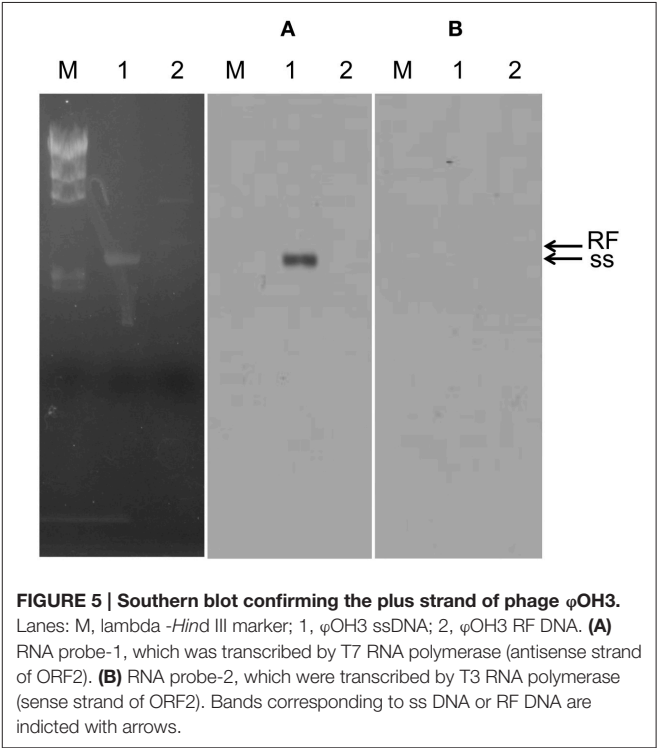 A B
M 1 2 M 1 2 M 1 2
RF
ss
FIGURE 5 | Southern blot confirming the plus strand of phage φOH3.
Lanes: M, lambda -Hind III marker; 1, φOH3 ssDNA; 2, φOH3 RF DNA. (A)
RNA probe-1, which was transcribed by T7 RNA polymerase (antisense strand
of ORF2). (B) RNA probe-2, which were transcribed by T3 RNA polymerase
(sense strand of ORF2). Bands corresponding to ss DNA or RF DNA are
indicted with arrows.